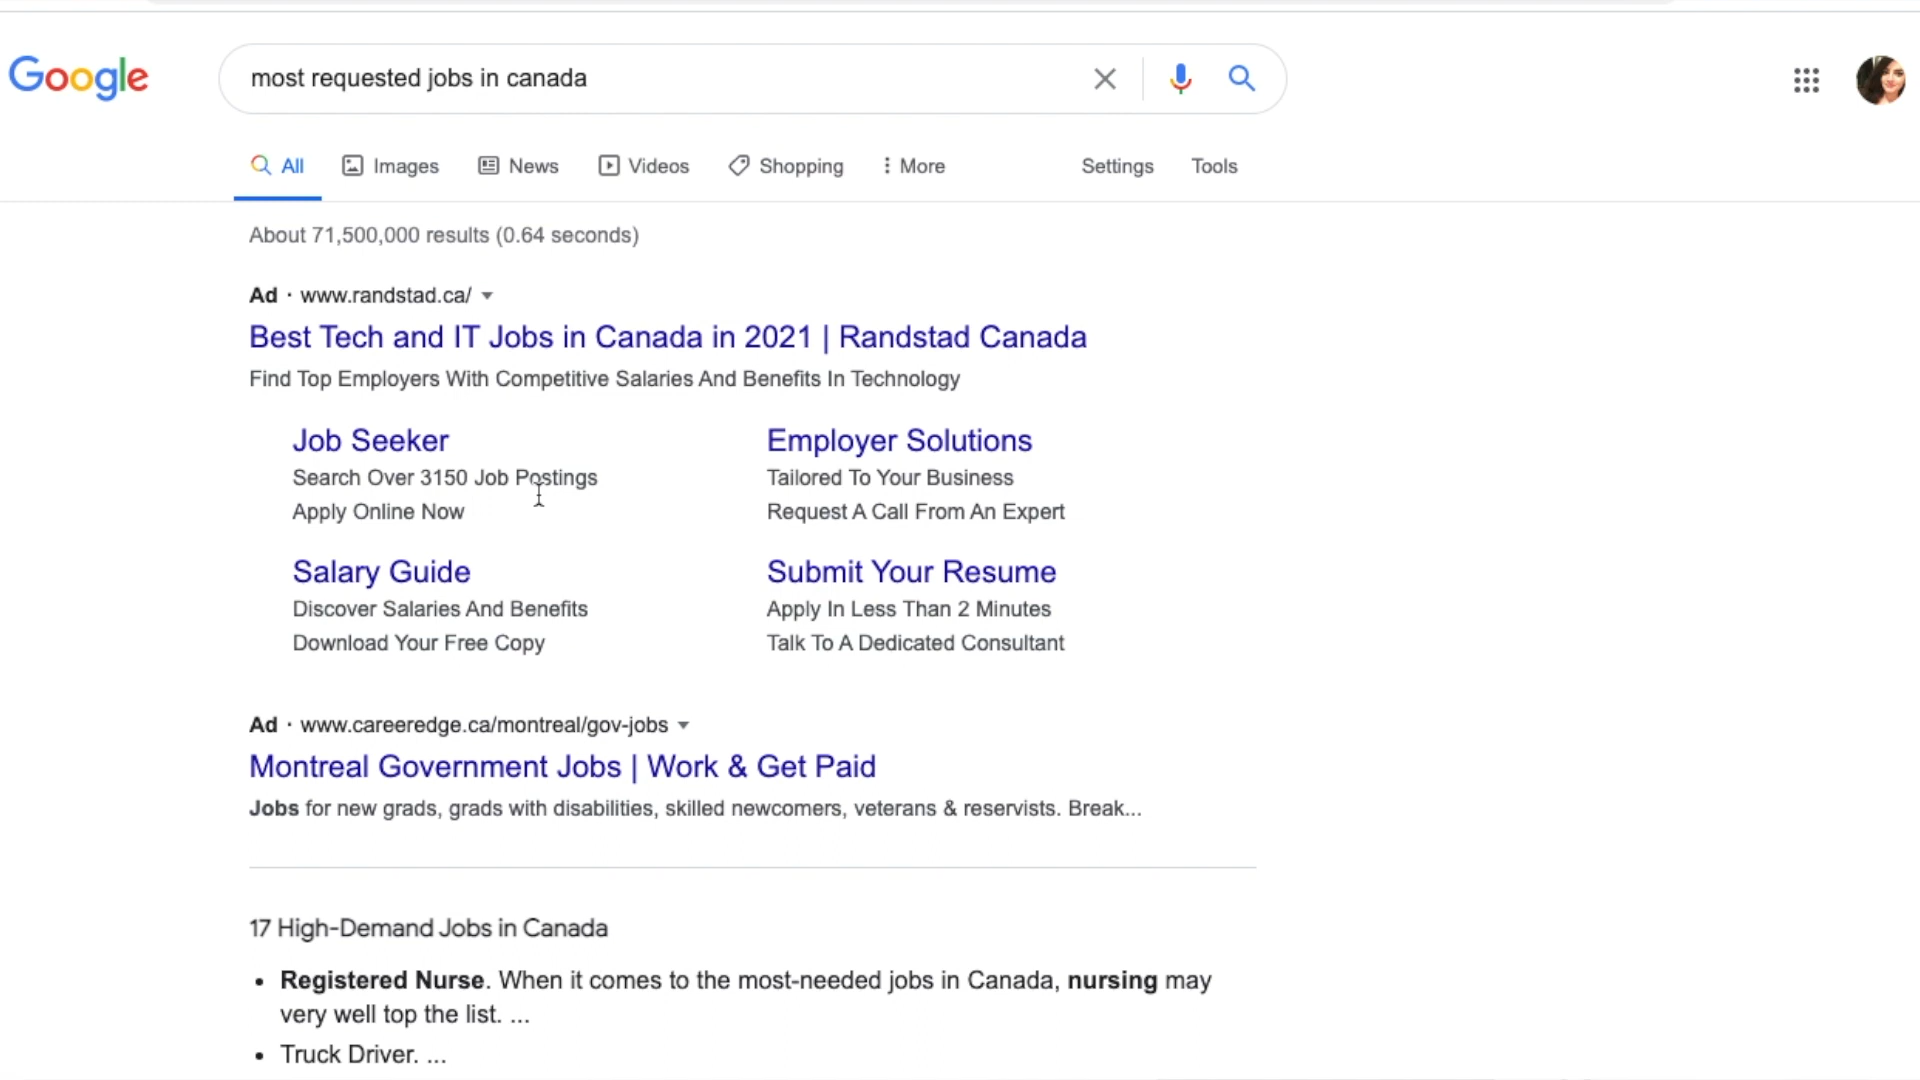 Google
most requested jobs in canada
All Images News Videos Shopping More Settings Tools
About 71,500,000 results (0.64 seconds)
Ad · www.randstad.ca/
Best Tech and IT Jobs in Canada in 2021 | Randstad Canada
Find Top Employers With Competitive Salaries And Benefits In Technology
Job Seeker
Search Over 3150 Job Postings
Apply Online Now
Employer Solutions
Tailored To Your Business
Request A Call From An Expert
Salary Guide
Discover Salaries And Benefits
Download Your Free Copy
Submit Your Resume
Apply In Less Than 2 Minutes
Talk To A Dedicated Consultant
Ad · www.careeredge.ca/montreal/gov-jobs
Montreal Government Jobs | Work & Get Paid
Jobs for new grads, grads with disabilities, skilled newcomers, veterans & reservists. Break...
17 High-Demand Jobs in Canada
• Registered Nurse. When it comes to the most-needed jobs in Canada, nursing may
very well top the list. ...
• Truck Driver. ...